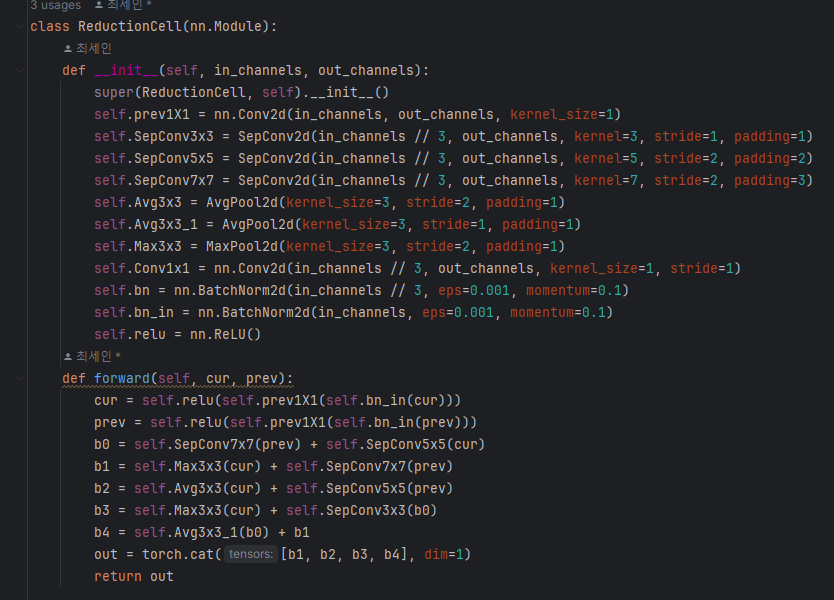 3 usages 최세인 *
class ReductionCell(nn.Module):
최세인
def __init__(self, in_channels, out_channels):
super(ReductionCell, self).__init__()
self.prev1X1 = nn.Conv2d(in_channels, out_channels, kernel_size=1)
self.SepConv3x3 = SepConv2d(in_channels // 3, out_channels, kernel=3, stride=1, padding=1)
self.SepConv5x5 = SepConv2d(in_channels // 3, out_channels, kernel=5, stride=2, padding=2)
self.SepConv7x7 = SepConv2d(in_channels // 3, out_channels, kernel=7, stride=2, padding=3)
self.Avg3x3 = AvgPool2d(kernel_size=3, stride=2, padding=1)
self.Avg3x3_1 = AvgPool2d(kernel_size=3, stride=1, padding=1)
self.Max3x3 = MaxPool2d(kernel_size=3, stride=2, padding=1)
self.Conv1x1 = nn.Conv2d(in_channels // 3, out_channels, kernel_size=1, stride=1)
self.bn = nn.BatchNorm2d(in_channels // 3, eps=0.001, momentum=0.1)
self.bn_in = nn.BatchNorm2d(in_channels, eps=0.001, momentum=0.1)
self.relu = nn.ReLU()
최세인 *
def forward(self, cur, prev):
cur = self.relu(self.prev1X1(self.bn_in(cur)))
prev = self.relu(self.prev1X1(self.bn_in(prev)))
b0 = self.SepConv7x7(prev) + self.SepConv5x5(cur)
b1 = self.Max3x3(cur) + self.SepConv7x7(prev)
b2 = self.Avg3x3(cur) + self.SepConv5x5(prev)
b3 = self.Max3x3(cur) + self.SepConv3x3(b0)
b4 = self.Avg3x3_1(b0) + b1
out = torch.cat( tensors: [b1, b2, b3, b4], dim=1)
return out